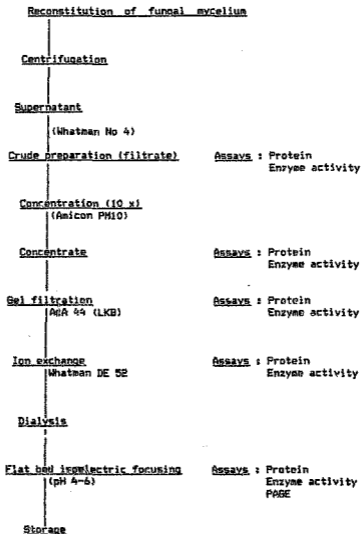 Reconstitution of fungal mycelium
Centrifugation
Supernatant
(Whatman No 4)
Crude preparation (filtrate) Assays : Protein
Enzyme activity
Concentration (10 x)
(Amicon PM10)
Concentrate Assays : Protein
Enzyme activity
Gel filtration Assays : Protein
AcA 44 (LKB) Enzyme activity
Ion exchange Assays : Protein
Whatman DE 52 Enzyme activity
Dialysis
Flat bed isoelectric focusing Assays : Protein
(pH 4-6) Enzyme activity
PAGE
Storage